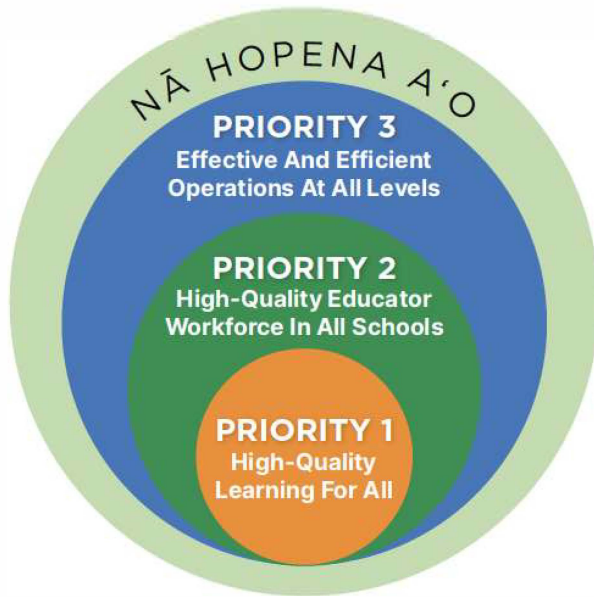 NĀ HOPENA AʻO
PRIORITY 3
Effective And Efficient
Operations At All Levels
PRIORITY 2
High-Quality Educator
Workforce In All Schools
PRIORITY 1
High-Quality
Learning For All